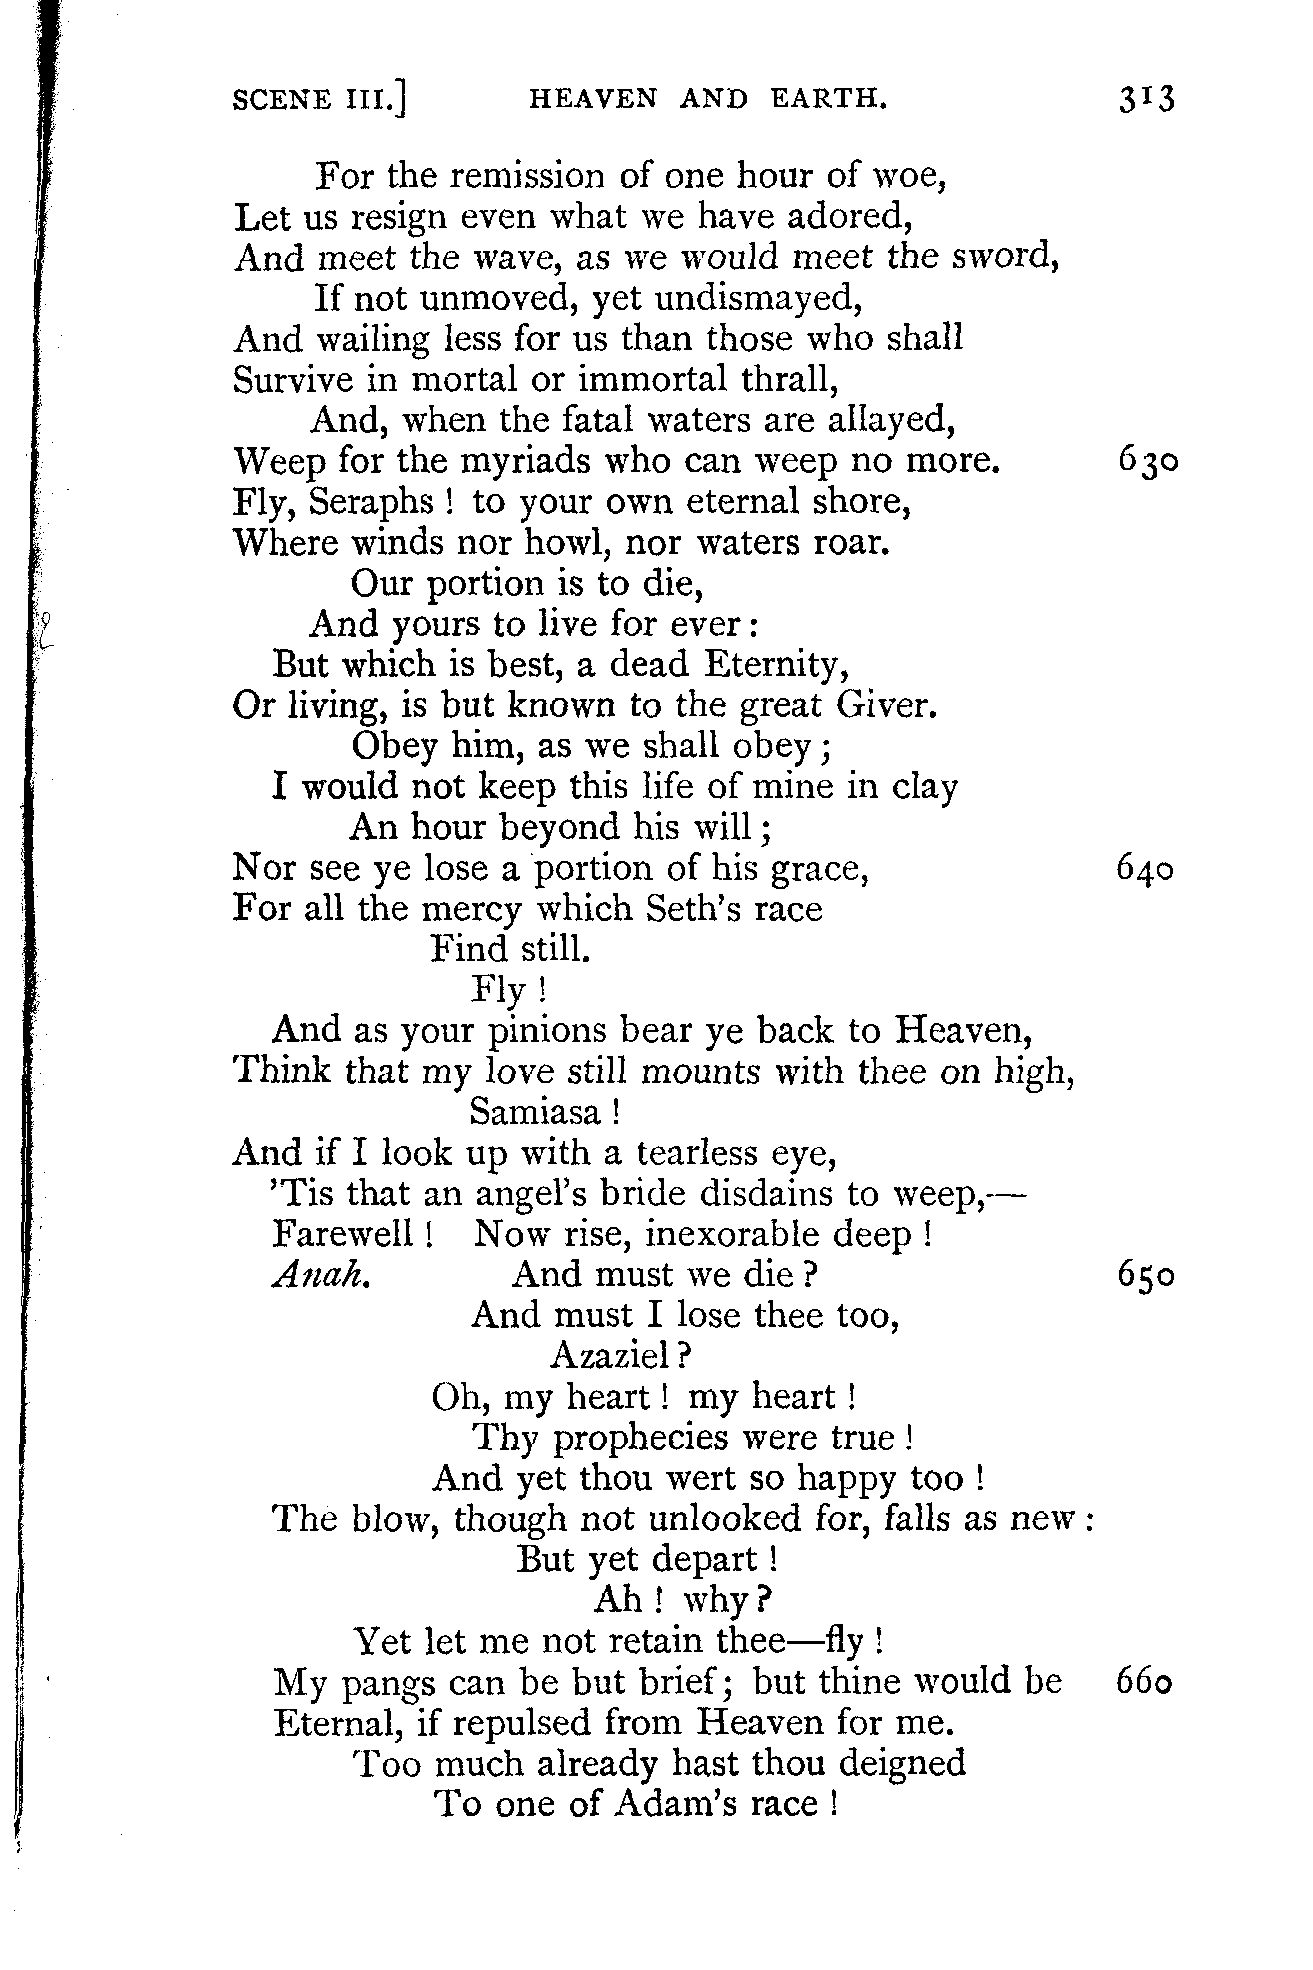 SCENE III.] HEAVEN AND EARTH. 313
For the remission of one hour of woe,
Let us resign even what we have adored,
And meet the wave, as we would meet the sword,
If not unmoved, yet undismayed,
And wailing less for us than those who shall
Survive in mortal or immortal thrall,
And, when the fatal waters are allayed,
Weep for the myriads who can weep no more. 630
Fly, Seraphs! to your own eternal shore,
Where winds nor howl, nor waters roar.
Our portion is to die,
And yours to live for ever:
But which is best, a dead Eternity,
Or living, is but known to the great Giver.
Obey him, as we shall obey;
I would not keep this life of mine in clay
An hour beyond his will;
Nor see ye lose a portion of his grace, 640
For all the mercy which Seth's race
Find still.
Fly!
And as your pinions bear ye back to Heaven,
Think that my love still mounts with thee on high,
Samiasa!
And if I look up with a tearless eye,
'Tis that an angel's bride disdains to weep,—
Farewell! Now rise, inexorable deep!
Anah. And must we die? 650
And must I lose thee too,
Azaziel?
Oh, my heart! my heart!
Thy prophecies were true!
And yet thou wert so happy too!
The blow, though not unlooked for, falls as new:
But yet depart!
Ah! why?
Yet let me not retain thee—fly!
My pangs can be but brief; but thine would be 660
Eternal, if repulsed from Heaven for me.
Too much already hast thou deigned
To one of Adam's race!